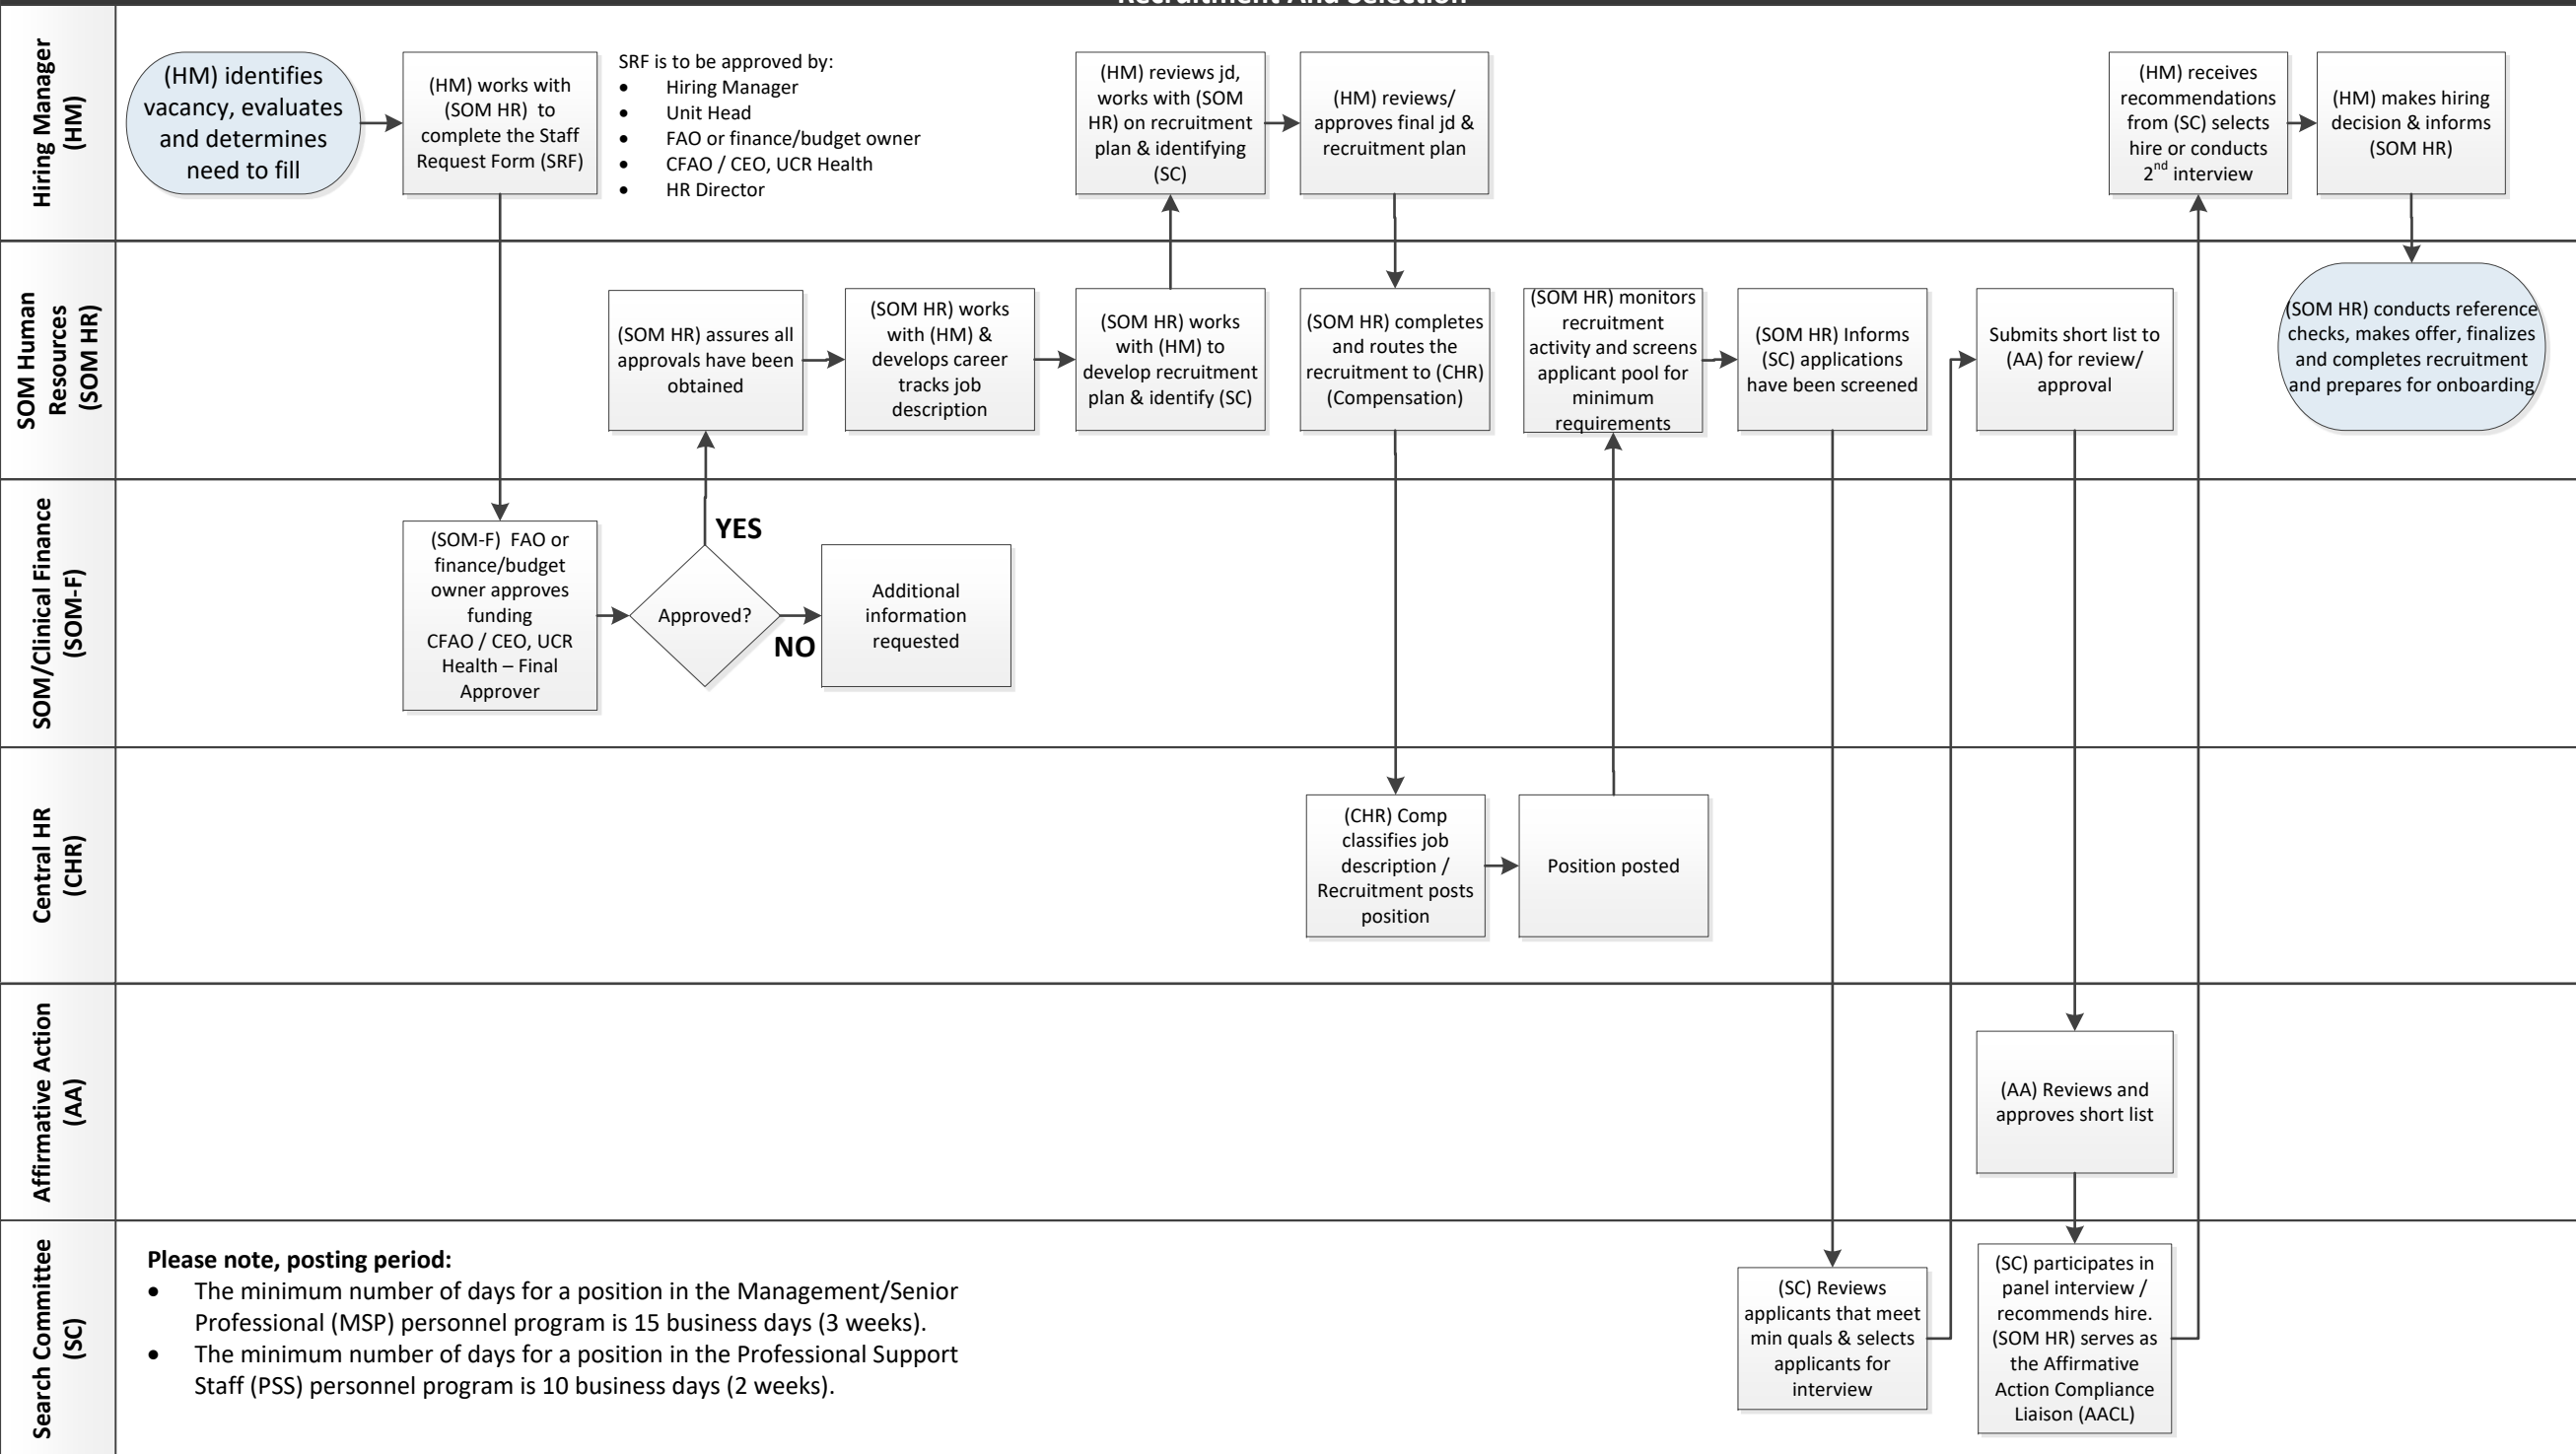 Recruitment And Selection
Hiring Manager
(HM)
(HM) identifies
vacancy, evaluates
and determines
need to fill
(HM) works with
(SOM HR) to
complete the Staff
Request Form (SRF)
SRF is to be approved by:
• Hiring Manager
• Unit Head
• FAO or finance/budget owner
• CFAO / CEO, UCR Health
• HR Director
(HM) reviews jd,
works with (SOM
HR) on recruitment
plan & identifying
(SC)
(HM) reviews/
approves final jd &
recruitment plan
(HM) receives
recommendations
from (SC) selects
hire or conducts
2nd interview
(HM) makes hiring
decision & informs
(SOM HR)
SOM Human
Resources
(SOM HR)
(SOM HR) assures all
approvals have been
obtained
(SOM HR) works
with (HM) &
develops career
tracks job
description
(SOM HR) works
with (HM) to
develop recruitment
plan & identify (SC)
(SOM HR) completes
and routes the
recruitment to (CHR)
(Compensation)
(SOM HR) monitors
recruitment
activity and screens
applicant pool for
minimum
requirements
(SOM HR) Informs
(SC) applications
have been screened
Submits short list to
(AA) for review/
approval
(SOM HR) conducts reference
checks, makes offer, finalizes
and completes recruitment
and prepares for onboarding
SOM/Clinical Finance
(SOM-F)
(SOM-F) FAO or
finance/budget
owner approves
funding
CFAO / CEO, UCR
Health – Final
Approver
Approved?
YES
NO
Additional
information
requested
Central HR
(CHR)
(CHR) Comp
classifies job
description /
Recruitment posts
position
Position posted
Affirmative Action
(AA)
(AA) Reviews and
approves short list
Search Committee
(SC)
Please note, posting period:
• The minimum number of days for a position in the Management/Senior
Professional (MSP) personnel program is 15 business days (3 weeks).
• The minimum number of days for a position in the Professional Support
Staff (PSS) personnel program is 10 business days (2 weeks).
(SC) Reviews
applicants that meet
min quals & selects
applicants for
interview
(SC) participates in
panel interview /
recommends hire.
(SOM HR) serves as
the Affirmative
Action Compliance
Liaison (AACL)